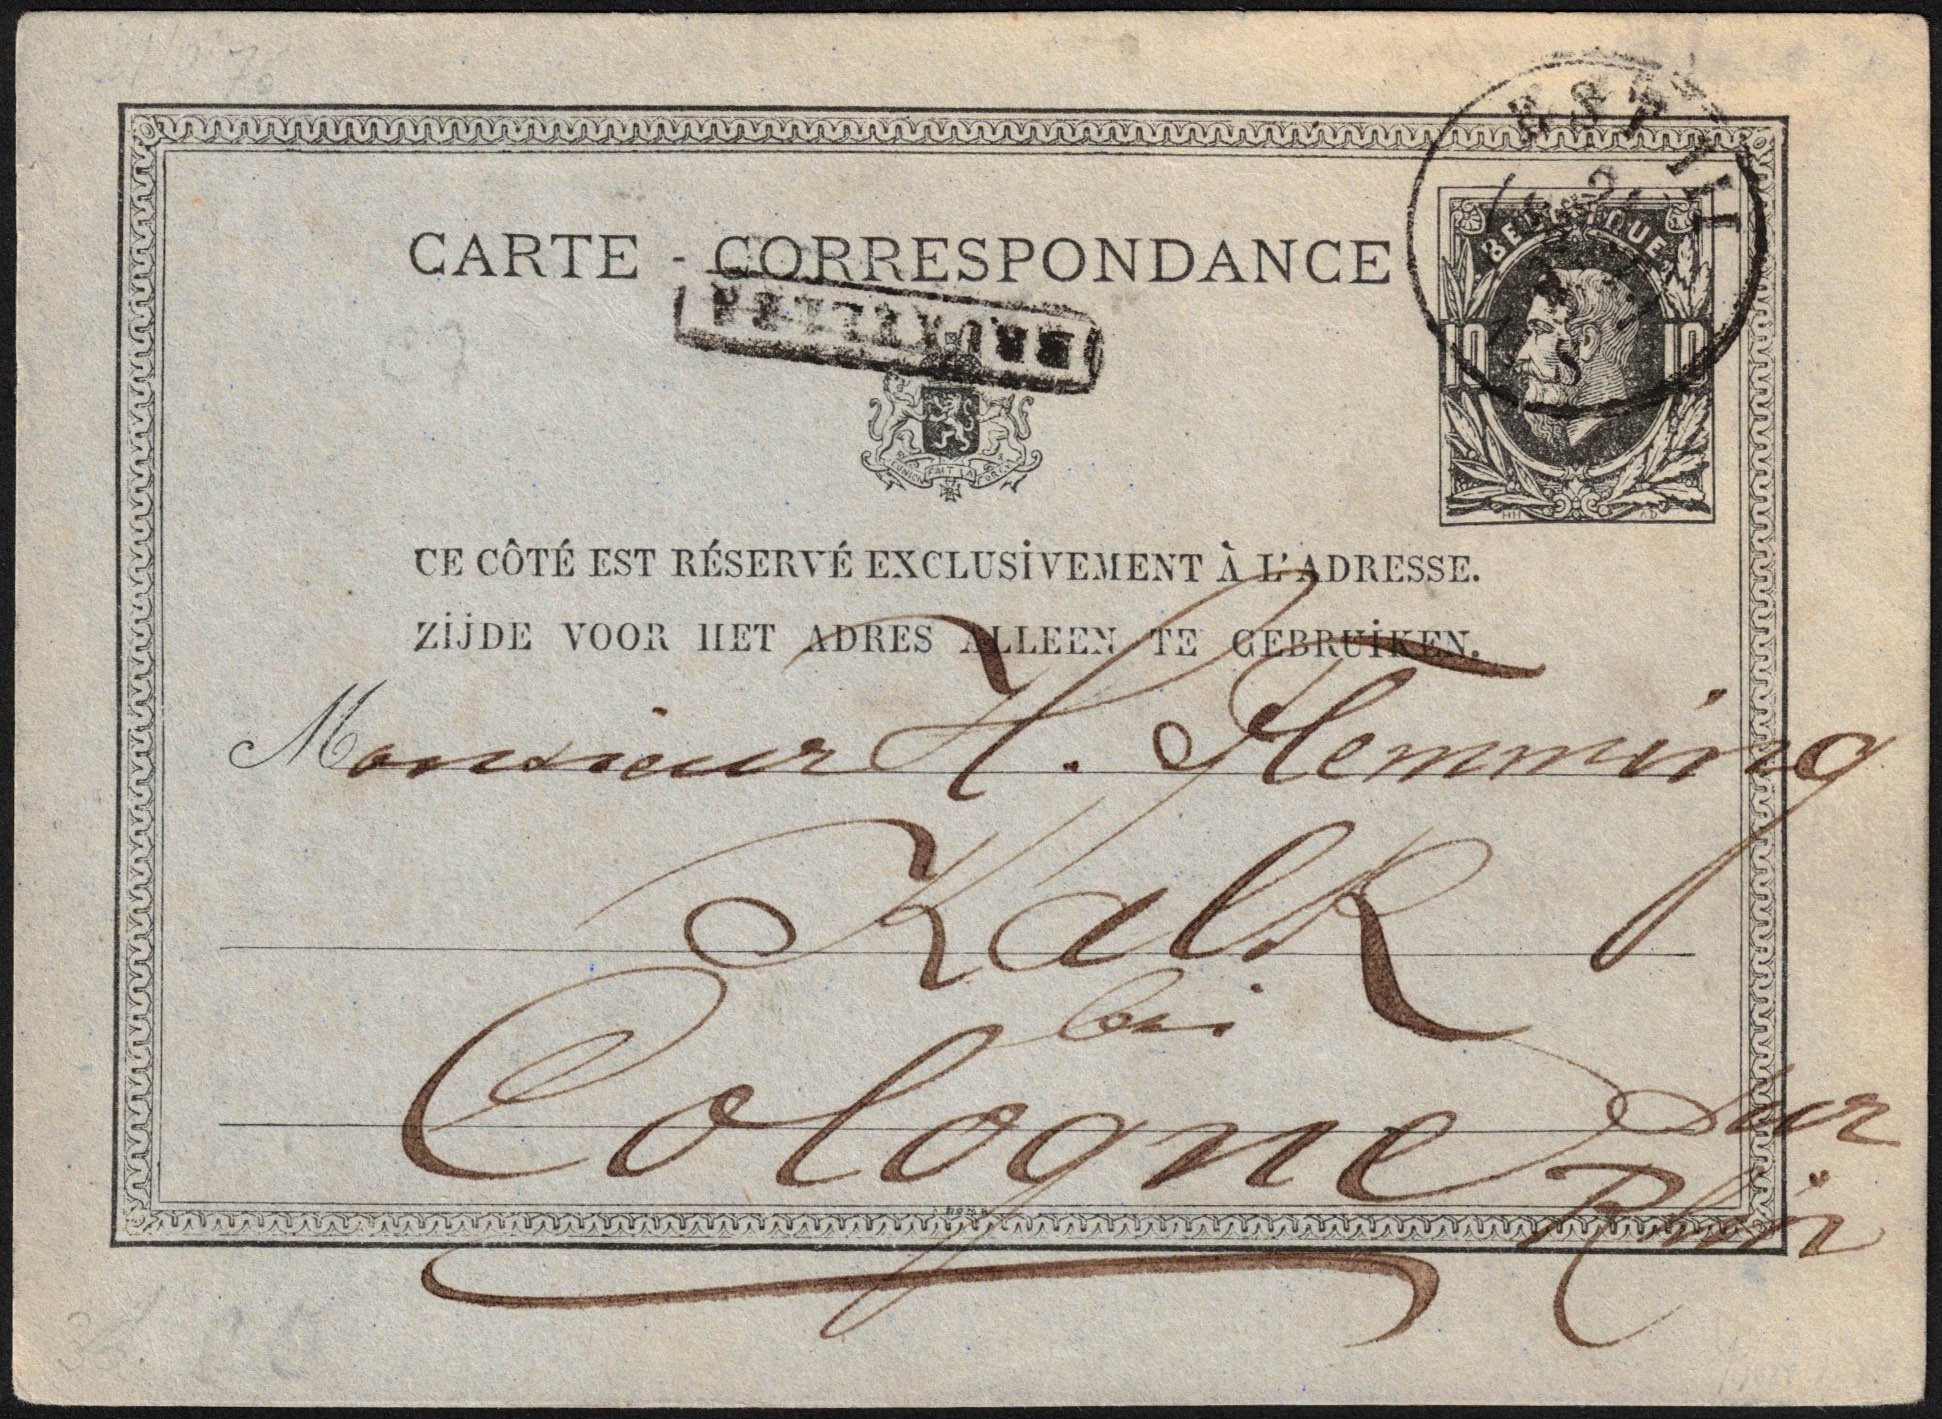 CARTE - CORRESPONDANCE
BELGIQUE
10 10
L'UNION FAIT LA FORCE
CE CÔTÉ EST RÉSERVÉ EXCLUSIVEMENT À L'ADRESSE.
ZIJDE VOOR HET ADRES ALLEEN TE GEBRUIKEN.
Monsieur H. Flemming
Kalk
bei
Cologne sur
Rhin